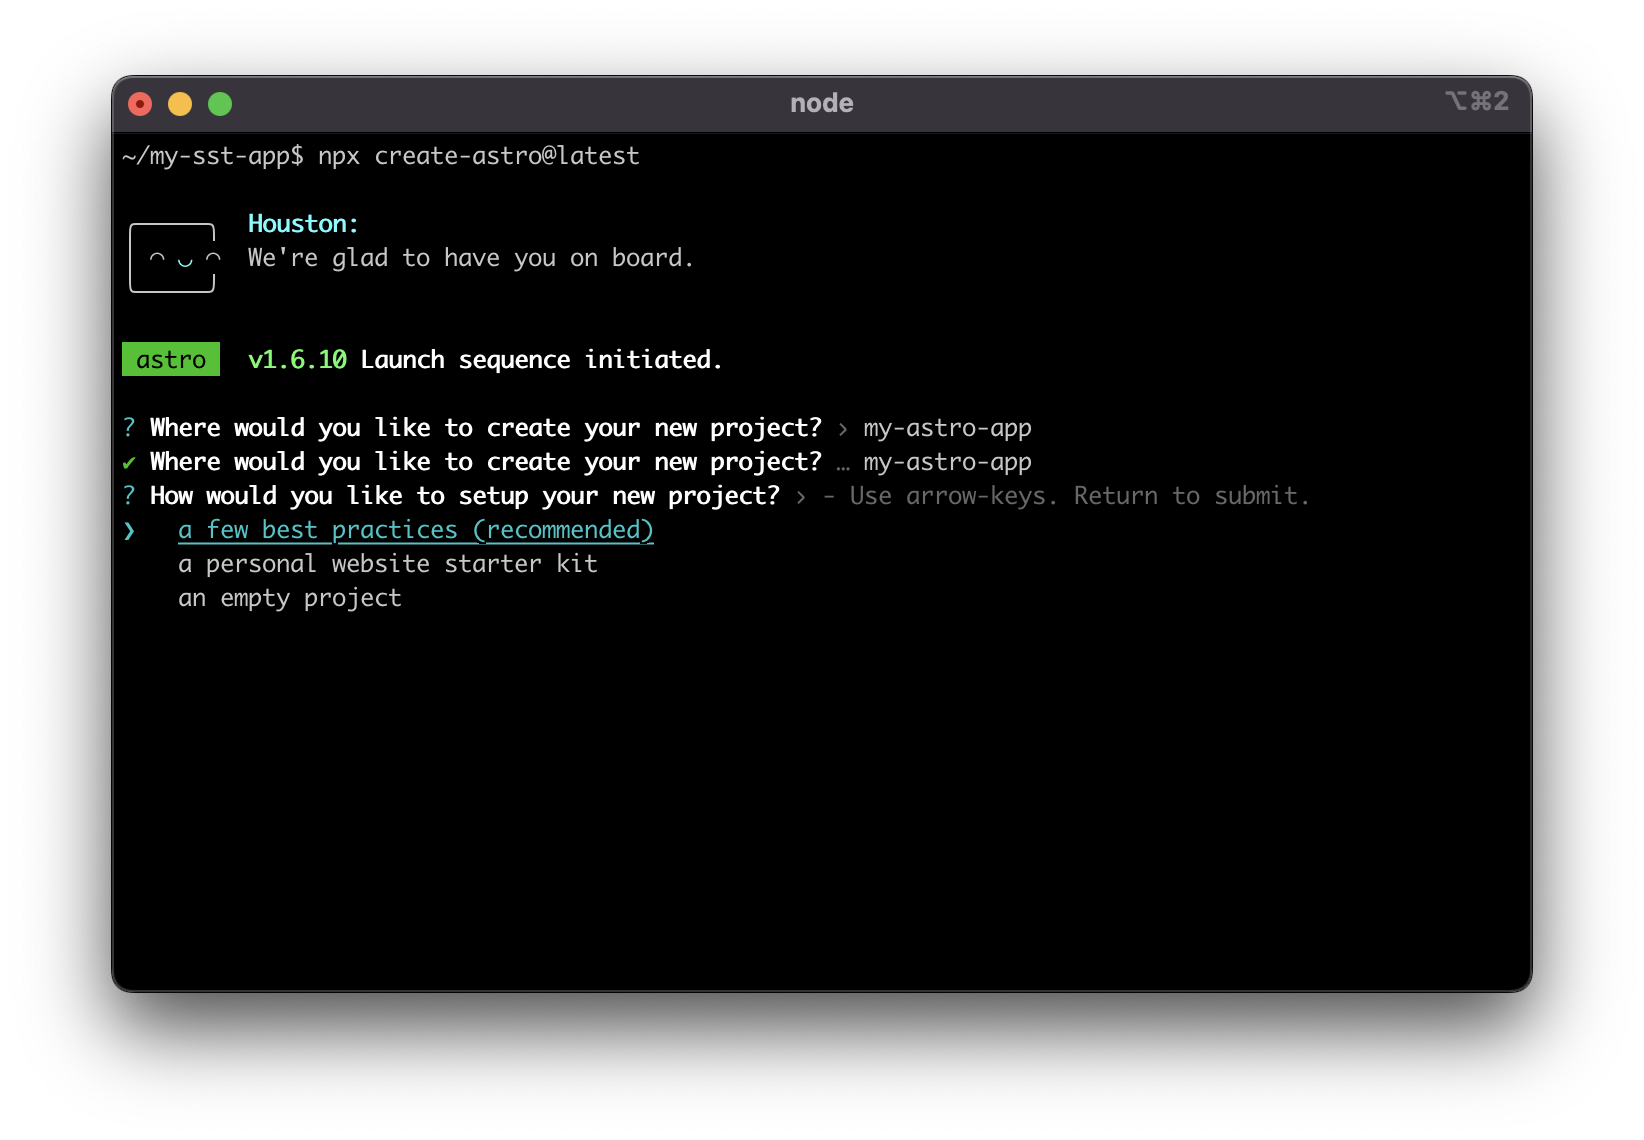 node
⌥⌘2
~/my-sst-app$ npx create-astro@latest
Houston:
We're glad to have you on board.
astro v1.6.10 Launch sequence initiated.
? Where would you like to create your new project? › my-astro-app
✔ Where would you like to create your new project? … my-astro-app
? How would you like to setup your new project? › - Use arrow-keys. Return to submit.
❯ a few best practices (recommended)
a personal website starter kit
an empty project